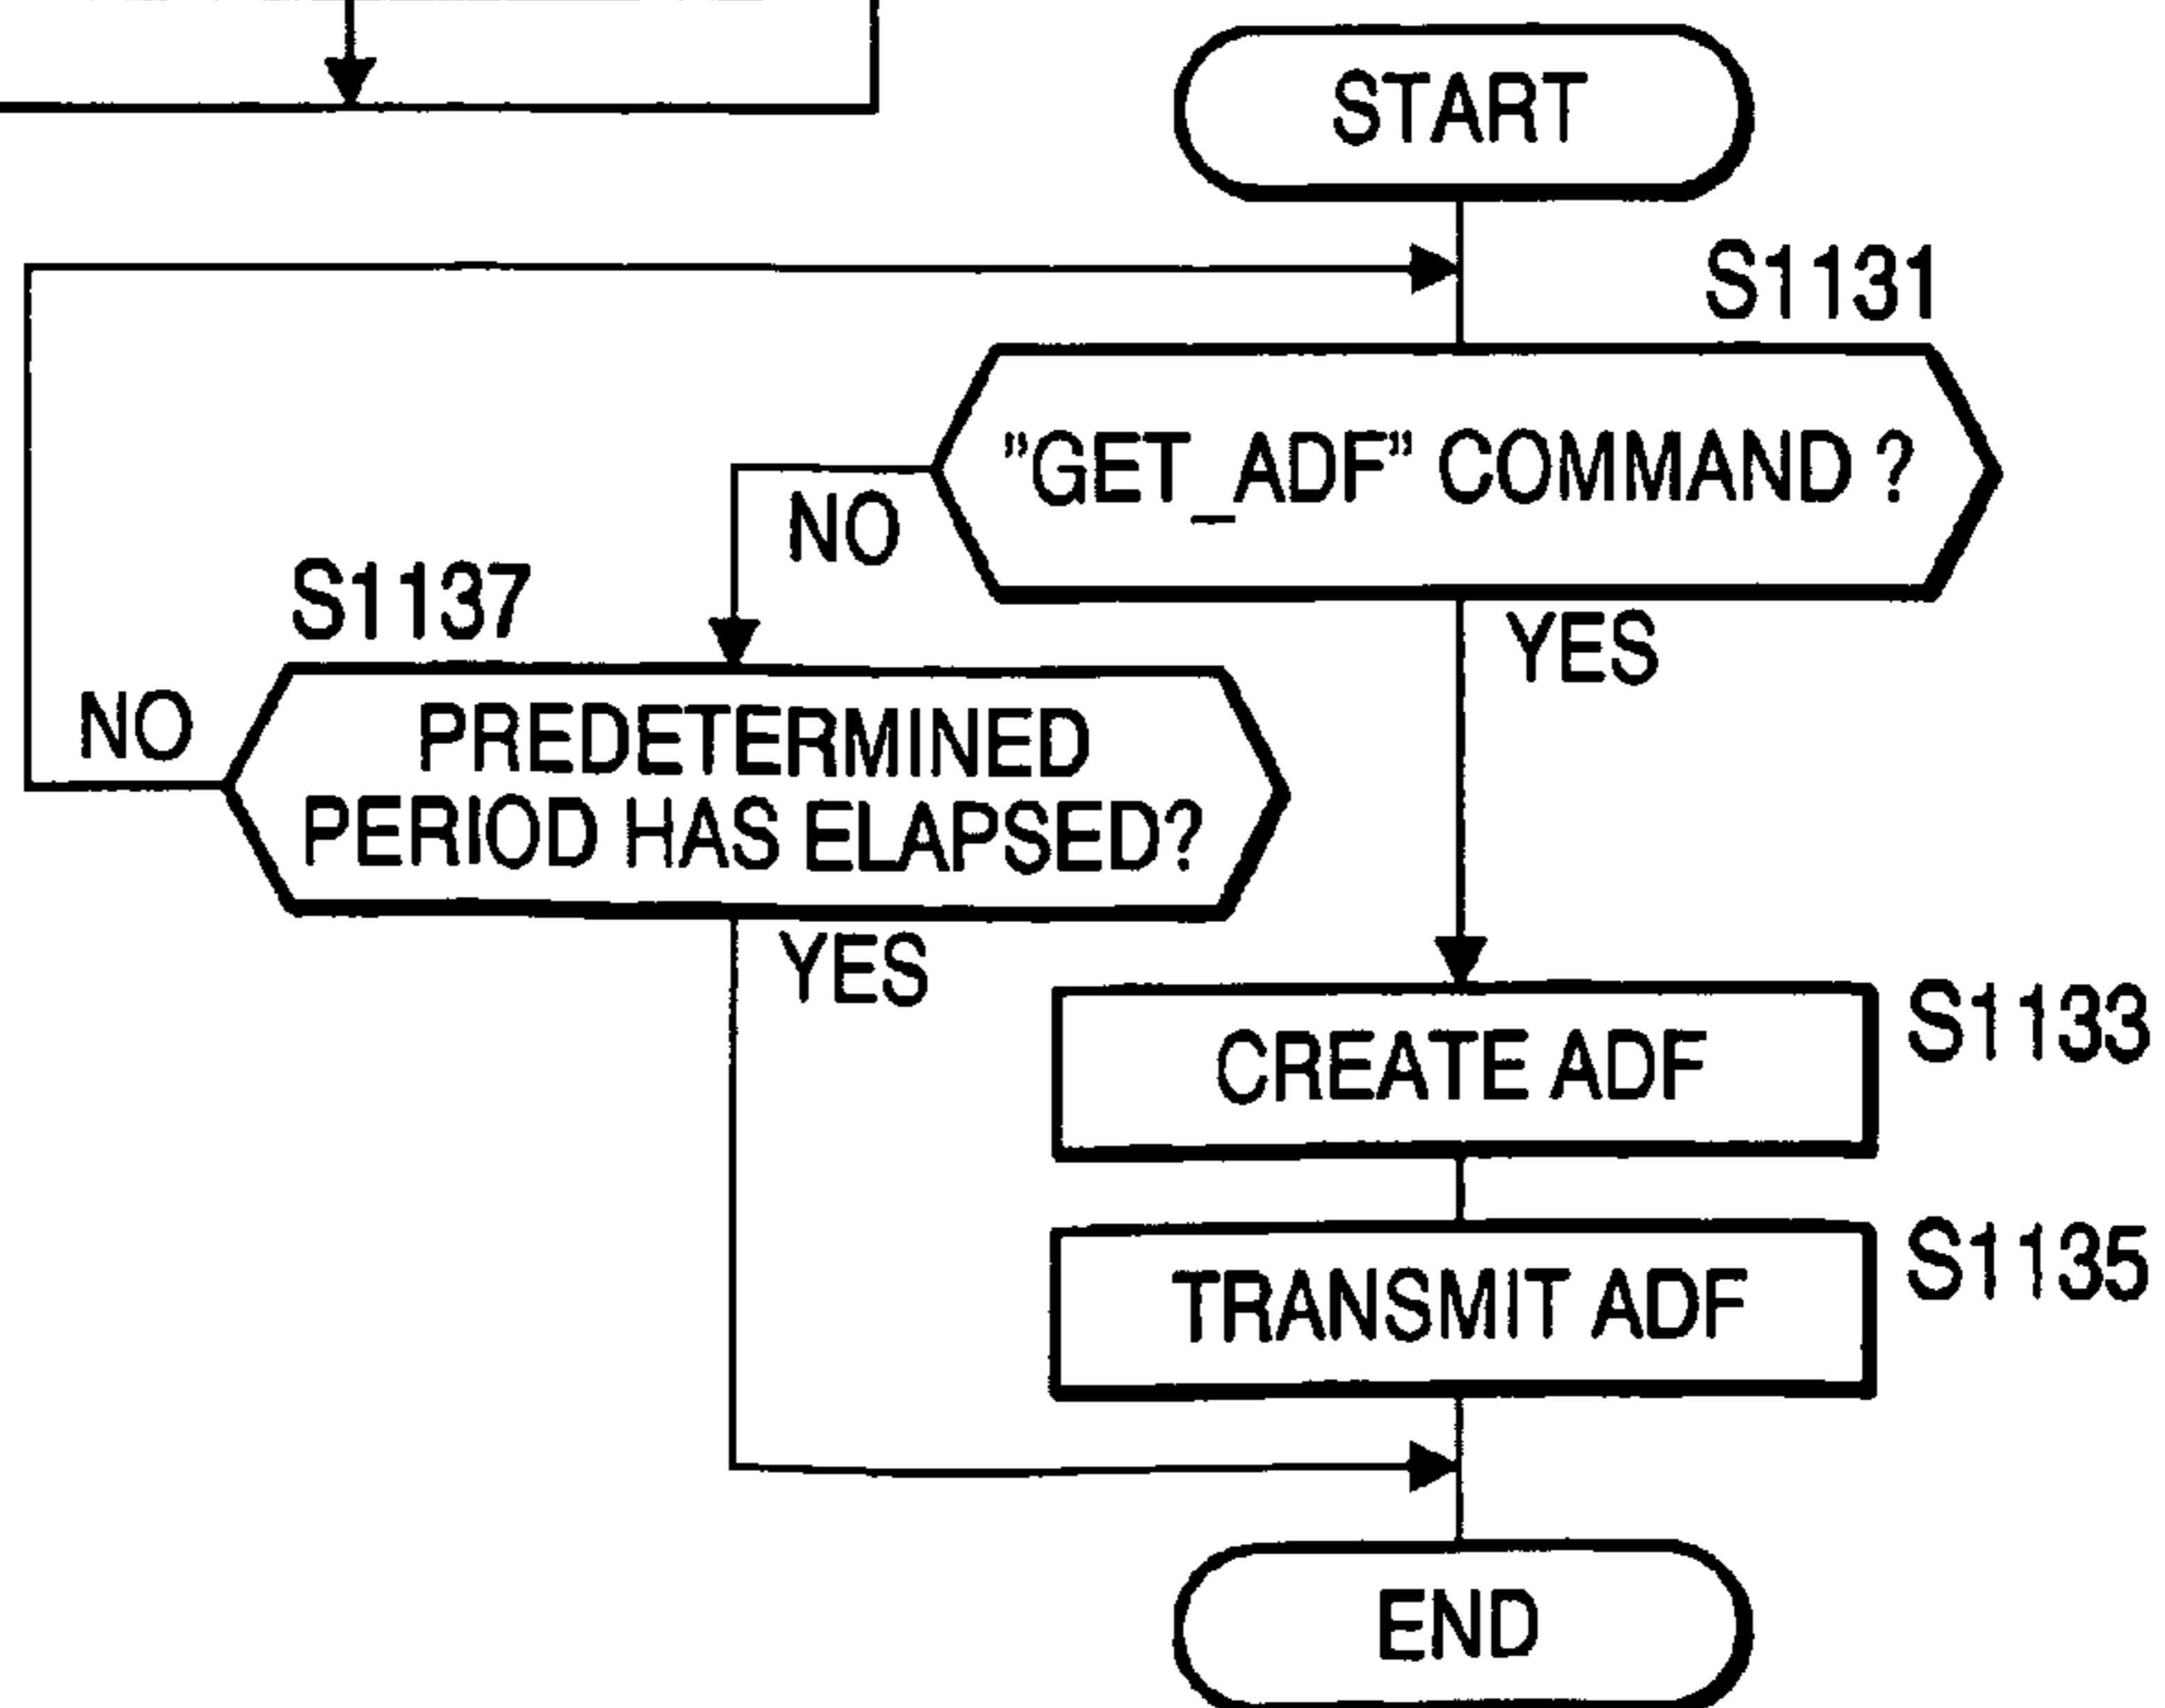 START
S1131
"GET_ADF" COMMAND ?
NO
YES
S1137
NO
PREDETERMINED
PERIOD HAS ELAPSED?
YES
CREATE ADF
S1133
TRANSMIT ADF
S1135
END